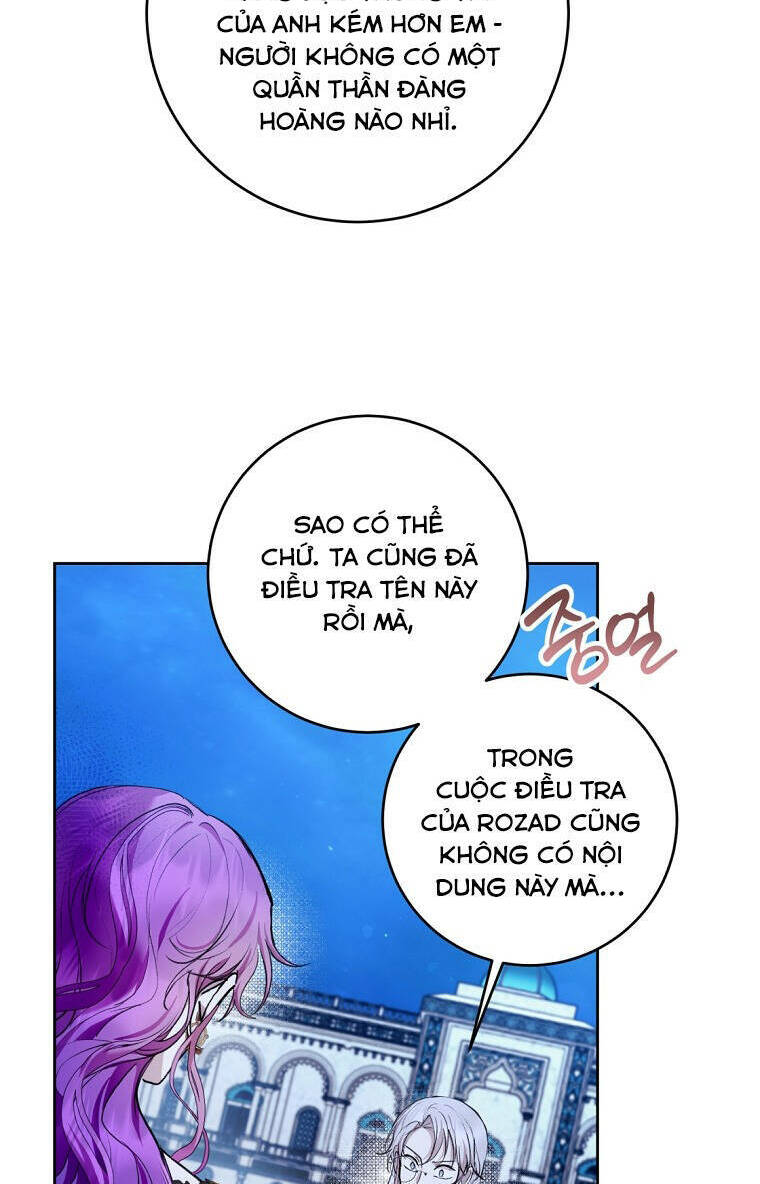 CỦA ANH KÉM HƠN EM -
NGƯỜI KHÔNG CÓ MỘT
QUẦN THẦN ĐÀNG
HOÀNG NÀO NHỈ.
SAO CÓ THỂ
CHỨ. TA CŨNG ĐÃ
ĐIỀU TRA TÊN NÀY
RỒI MÀ,
중얼
TRONG
CUỘC ĐIỀU TRA
CỦA ROZAD CŨNG
KHÔNG CÓ NỘI
DUNG NÀY MÀ...